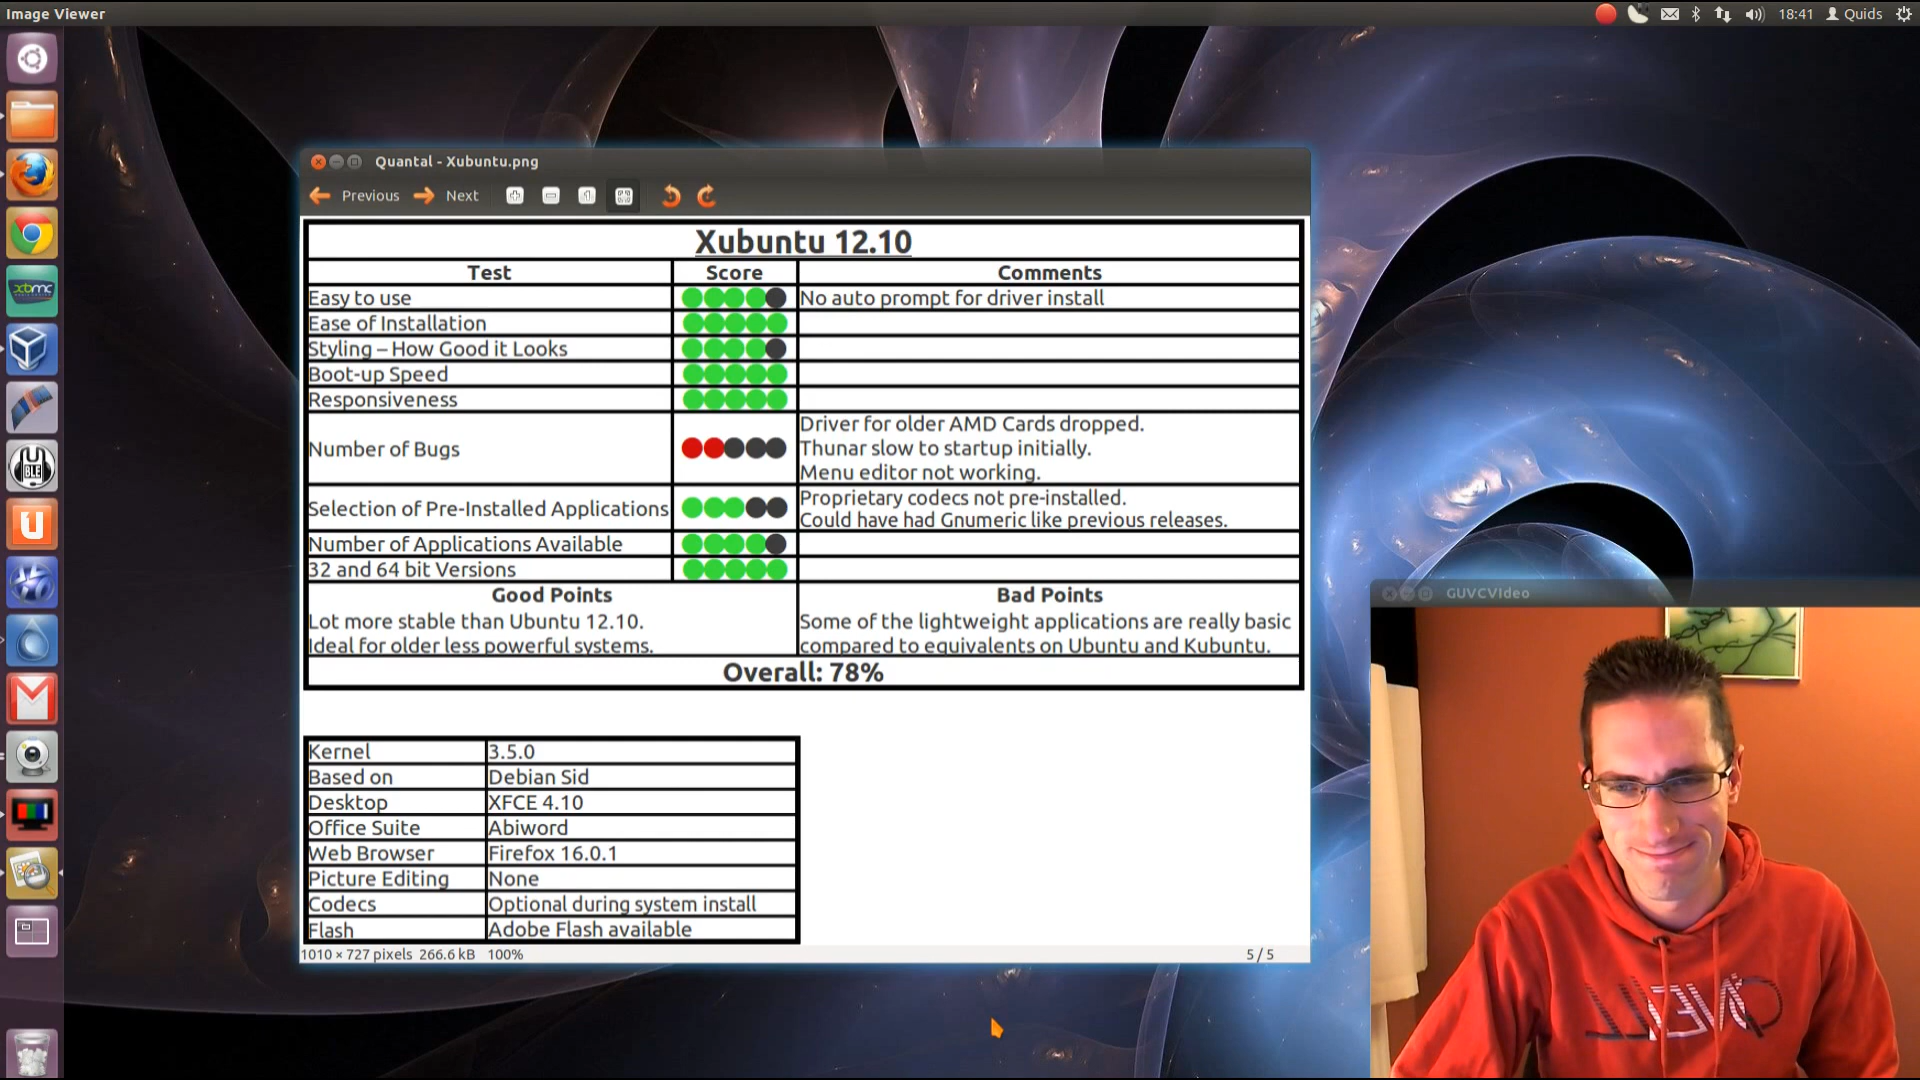 Image Viewer
18:41 Quids
Quantal - Xubuntu.png
Previous Next
Xubuntu 12.10
Test Score Comments
Easy to use No auto prompt for driver install
Ease of Installation
Styling – How Good it Looks
Boot-up Speed
Responsiveness
Number of Bugs
Driver for older AMD Cards dropped.
Thunar slow to startup initially.
Menu editor not working.
Selection of Pre-Installed Applications
Proprietary codecs not pre-installed.
Could have had Gnumeric like previous releases.
Number of Applications Available
32 and 64 bit Versions
Good Points
Lot more stable than Ubuntu 12.10.
Ideal for older less powerful systems.
Bad Points
Some of the lightweight applications are really basic
compared to equivalents on Ubuntu and Kubuntu.
Overall: 78%
Kernel 3.5.0
Based on Debian Sid
Desktop XFCE 4.10
Office Suite Abiword
Web Browser Firefox 16.0.1
Picture Editing None
Codecs Optional during system install
Flash Adobe Flash available
1010 × 727 pixels 266.6 kB 100% 5 / 5
GUVCVIdeo
xbmc